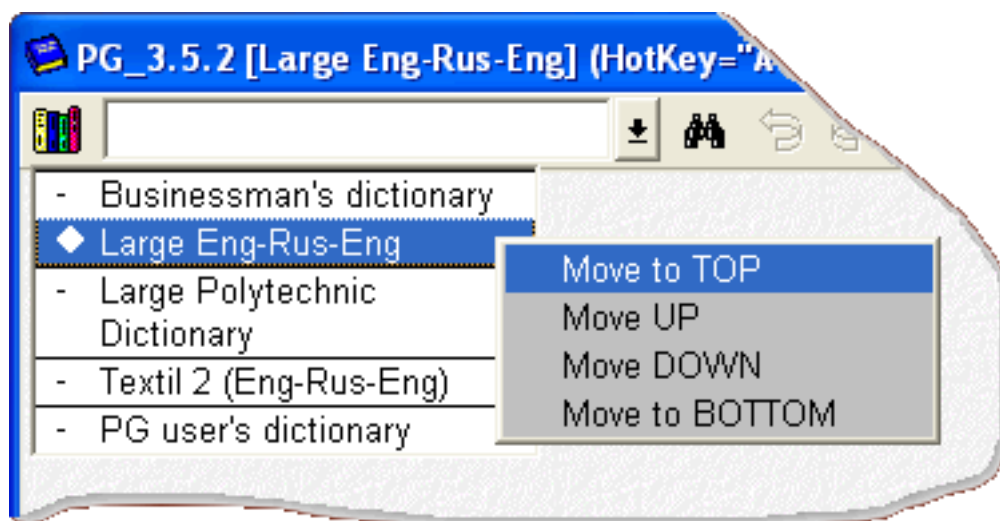 PG_3.5.2 [Large Eng-Rus-Eng] (HotKey="A
- Businessman's dictionary
Large Eng-Rus-Eng
- Large Polytechnic
Dictionary
- Textil 2 (Eng-Rus-Eng)
- PG user's dictionary
Move to TOP
Move UP
Move DOWN
Move to BOTTOM